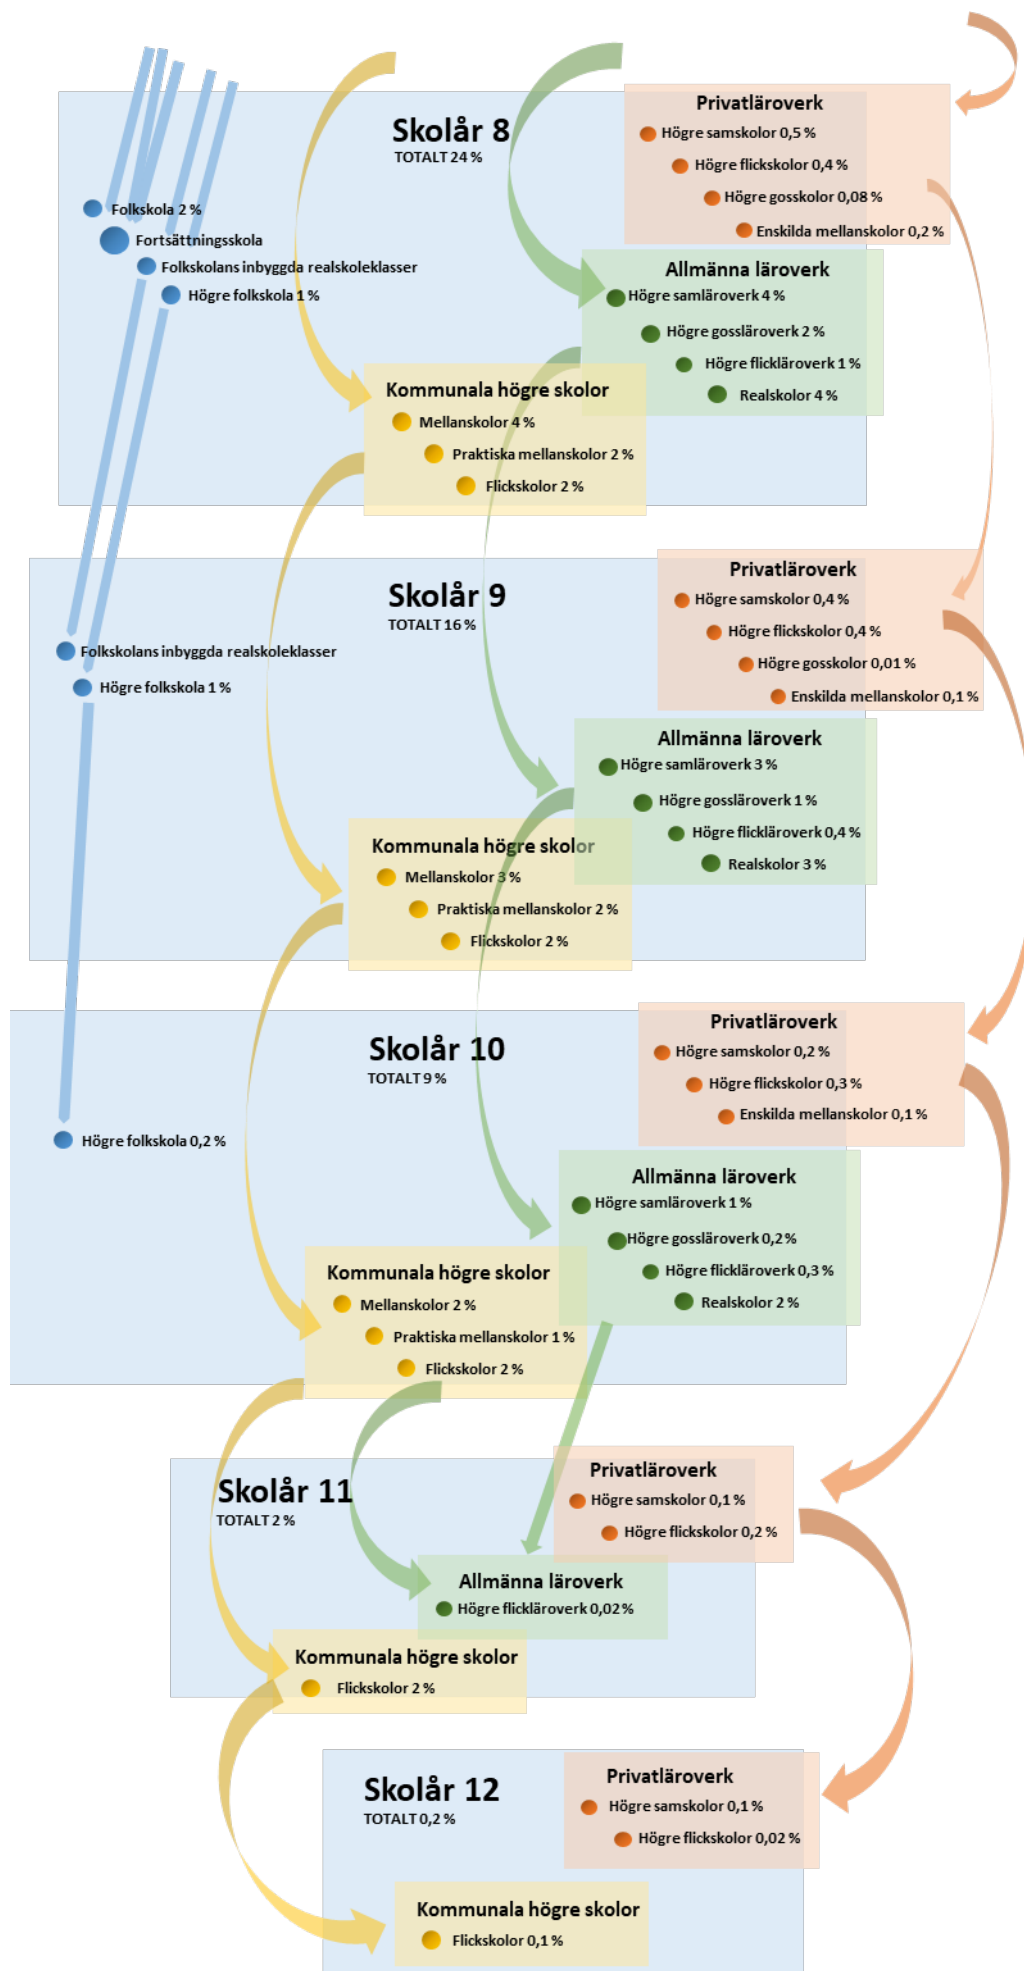 Skolår 8
TOTALT 24 %
Privatläroverk
Högre samskolor 0,5 %
Högre flickskolor 0,4 %
Högre gosskolor 0,08 %
Enskilda mellanskolor 0,2 %
Folkskola 2 %
Fortsättningsskola
Folkskolans inbyggda realskoleklasser
Högre folkskola 1 %
Allmänna läroverk
Högre samläroverk 4 %
Högre gossläroverk 2 %
Högre flickläroverk 1 %
Realskolor 4 %
Kommunala högre skolor
Mellanskolor 4 %
Praktiska mellanskolor 2 %
Flickskolor 2 %
Skolår 9
TOTALT 16 %
Privatläroverk
Högre samskolor 0,4 %
Högre flickskolor 0,4 %
Högre gosskolor 0,01 %
Enskilda mellanskolor 0,1 %
Folkskolans inbyggda realskoleklasser
Högre folkskola 1 %
Allmänna läroverk
Högre samläroverk 3 %
Högre gossläroverk 1 %
Högre flickläroverk 0,4 %
Realskolor 3 %
Kommunala högre skolor
Mellanskolor 3 %
Praktiska mellanskolor 2 %
Flickskolor 2 %
Skolår 10
TOTALT 9 %
Privatläroverk
Högre samskolor 0,2 %
Högre flickskolor 0,3 %
Enskilda mellanskolor 0,1 %
Högre folkskola 0,2 %
Allmänna läroverk
Högre samläroverk 1 %
Högre gossläroverk 0,2 %
Högre flickläroverk 0,3 %
Realskolor 2 %
Kommunala högre skolor
Mellanskolor 2 %
Praktiska mellanskolor 1 %
Flickskolor 2 %
Skolår 11
TOTALT 2 %
Privatläroverk
Högre samskolor 0,1 %
Högre flickskolor 0,2 %
Allmänna läroverk
Högre flickläroverk 0,02 %
Kommunala högre skolor
Flickskolor 2 %
Skolår 12
TOTALT 0,2 %
Privatläroverk
Högre samskolor 0,1 %
Högre flickskolor 0,02 %
Kommunala högre skolor
Flickskolor 0,1 %